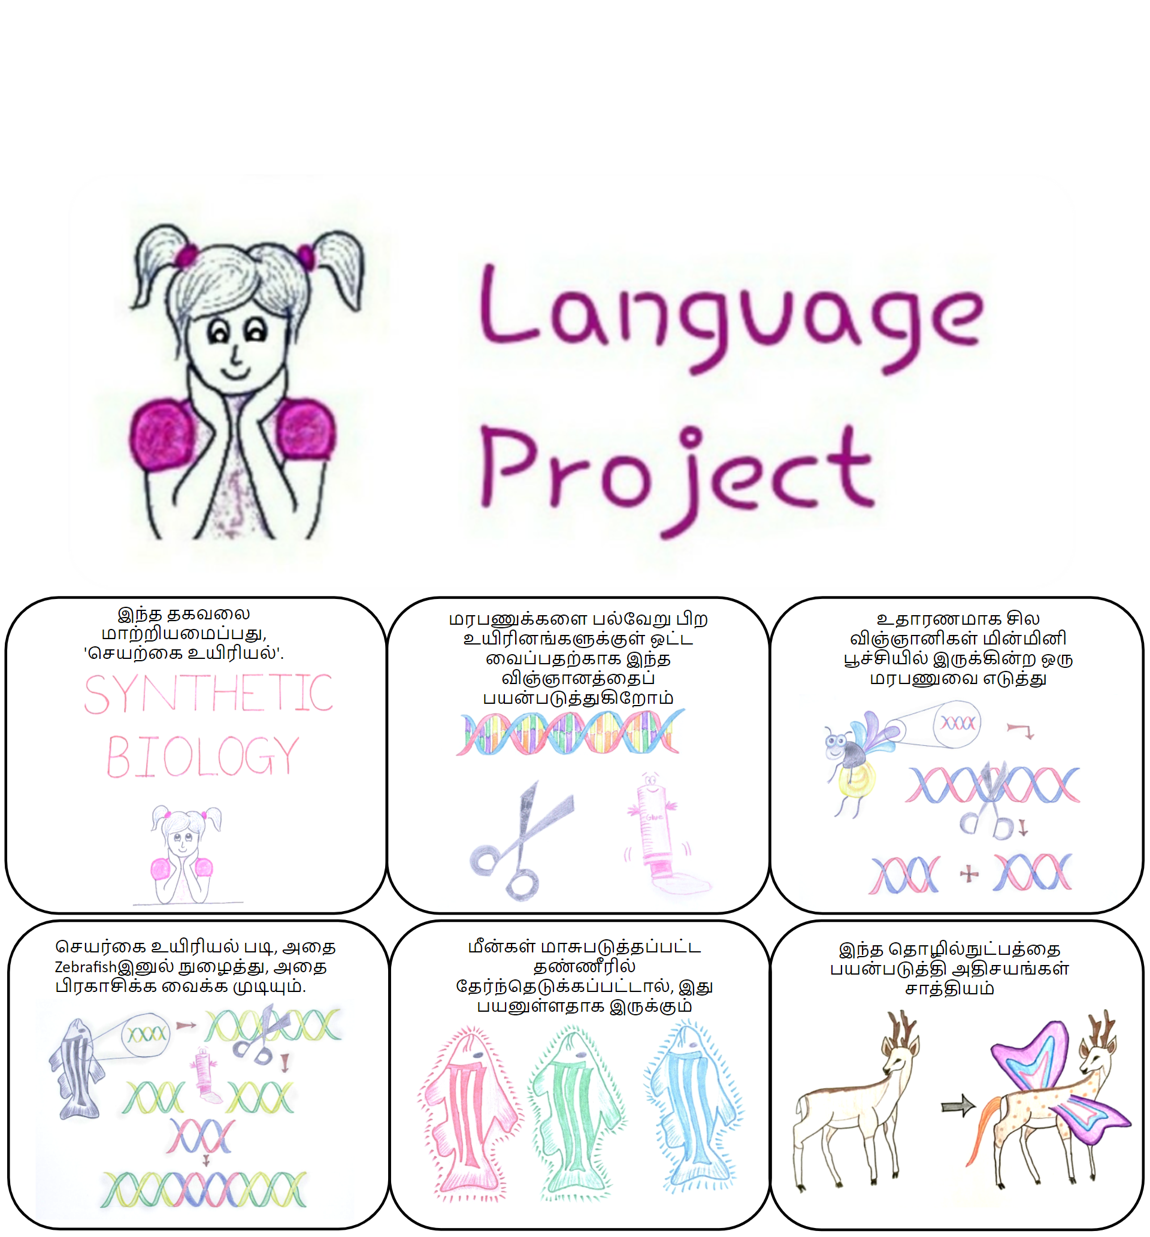 Language
Project
இந்த தகவலை
மாற்றியமைப்பது,
'செயற்கை உயிரியல்'.
SYNTHETIC
BIOLOGY
மரபணுக்களை பல்வேறு பிற
உயிரினங்களுக்குள் ஒட்ட
வைப்பதற்காக இந்த
விஞ்ஞானத்தைப்
பயன்படுத்துகிறோம்
உதாரணமாக சில
விஞ்ஞானிகள் மின்மினி
பூச்சியில் இருக்கின்ற ஒரு
மரபணுவை எடுத்து
செயர்கை உயிரியல் படி, அதை
Zebrafishஇனுல் நுழைத்து, அதை
பிரகாசிக்க வைக்க முடியும்.
மீன்கள் மாசுபடுத்தப்பட்ட
தண்ணீரில்
தேர்ந்தெடுக்கப்பட்டால், இது
பயனுள்ளதாக இருக்கும்
இந்த தொழில்நுட்பத்தை
பயன்படுத்தி அதிசயங்கள்
சாத்தியம்